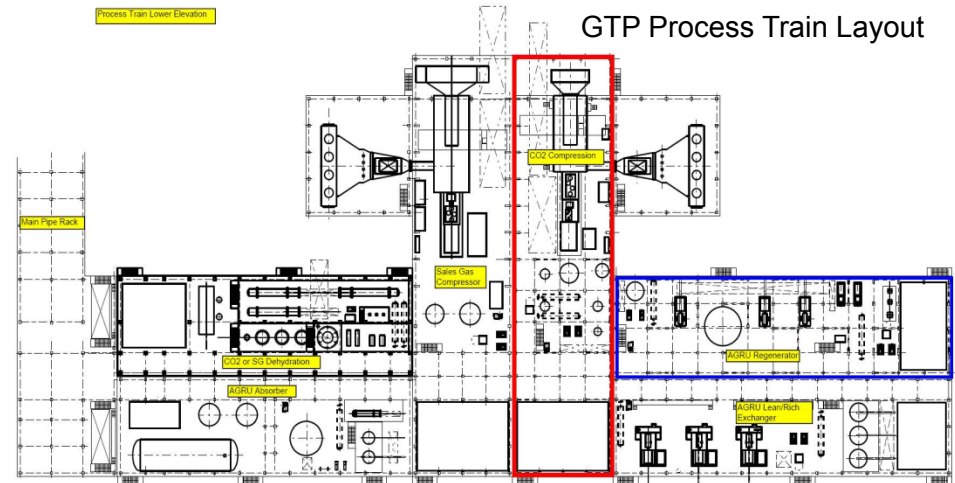 Process Train Lower Elevation
GTP Process Train Layout
CO2 Compression
Main Pipe Rack
Sales Gas
Compressor
CO2 or SG Dehydration
AGRU Regenerator
AGRU Absorber
AGRU Lean/Rich
Exchanger